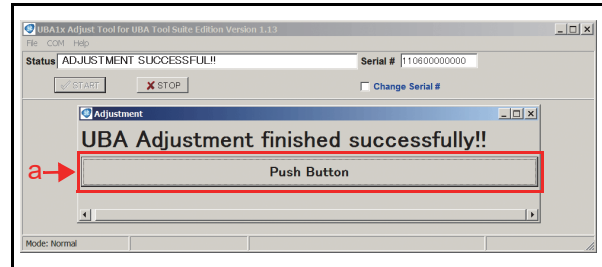 UBA1x Adjust Tool for UBA Tool Suite Edition Version 1.13
File COM Help
Status ADJUSTMENT SUCCESSFUL!! Serial # 110600000000
START STOP Change Serial #
Adjustment
UBA Adjustment finished successfully!!
a
Push Button
Mode: Normal